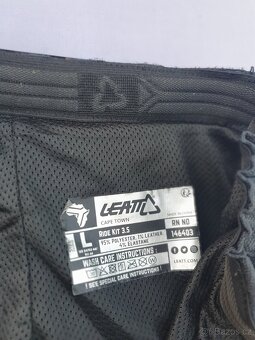 LEATT
CAPE TOWN
RN NO.
L
RIDE KIT 3.5
146403
95% POLYESTER 1% LEATHER
4% ELASTANE
WASH CARE INSTRUCTIONS:
! SEE SPECIAL CARE INSTRUCTIONS !
LEATT.COM